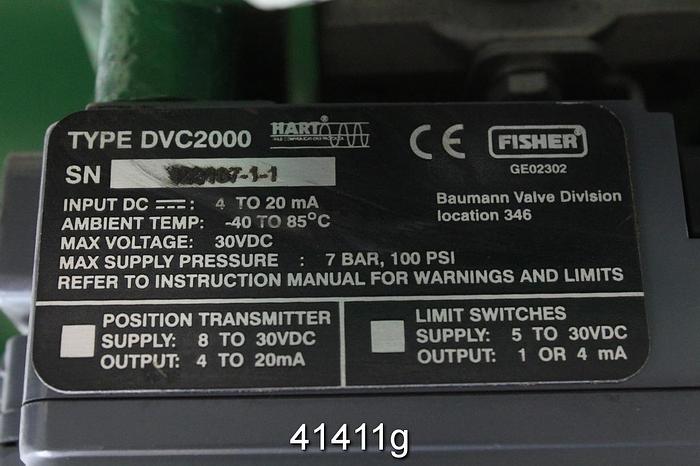 TYPE DVC2000 HART® CE FISHER®
GE02302
SN
Baumann Valve Division
location 346
INPUT DC ⎓: 4 TO 20 mA
AMBIENT TEMP: -40 TO 85°C
MAX VOLTAGE: 30VDC
MAX SUPPLY PRESSURE : 7 BAR, 100 PSI
REFER TO INSTRUCTION MANUAL FOR WARNINGS AND LIMITS
POSITION TRANSMITTER
SUPPLY: 8 TO 30VDC
OUTPUT: 4 TO 20mA
LIMIT SWITCHES
SUPPLY: 5 TO 30VDC
OUTPUT: 1 OR 4 mA
41411g